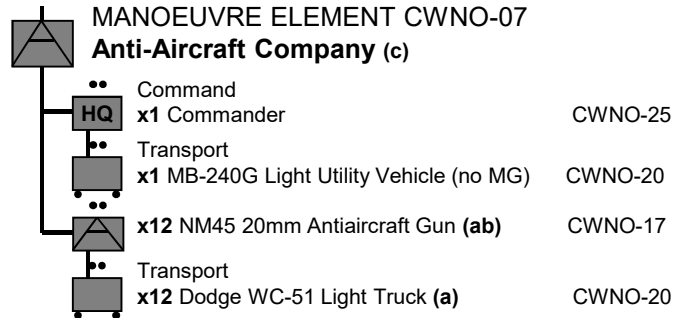 MANOEUVRE ELEMENT CWNO-07
Anti-Aircraft Company (c)
Command
HQ x1 Commander CWNO-25
Transport
x1 MB-240G Light Utility Vehicle (no MG) CWNO-20
x12 NM45 20mm Antiaircraft Gun (ab) CWNO-17
Transport
x12 Dodge WC-51 Light Truck (a) CWNO-20